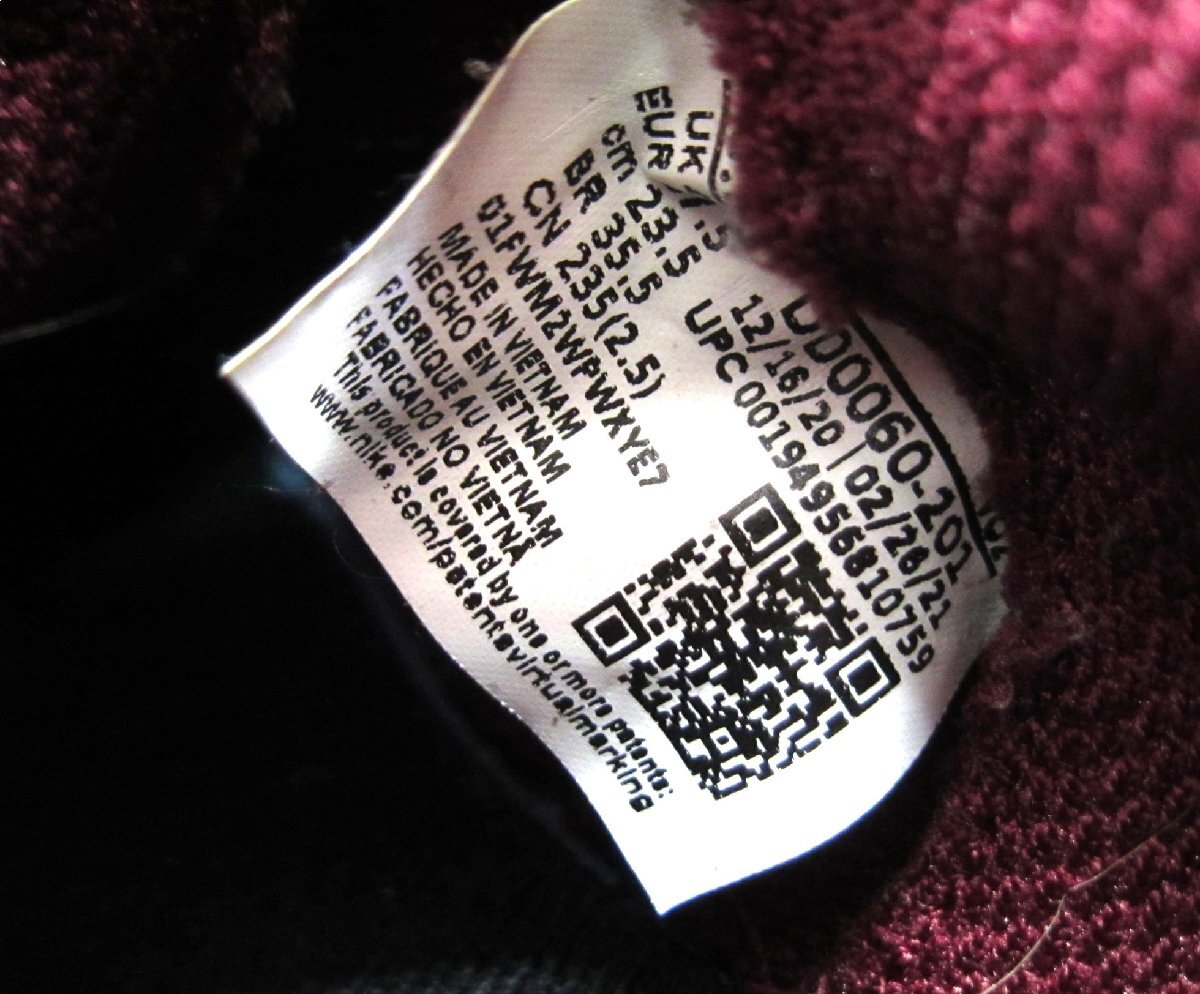 UK
EUR
cm 23.5
BR 35.5
CN 235(2.5)
01FWM2WPWXYE7
MADE IN VIETNAM
HECHO EN VIETNAM
FABRIQUE AU VIETNAM
FABRICADO NO VIETNÃ
This product is covered by one or more patents:
www.nike.com/patentsvirtualmarking
DD0060-201
12/16/20 | 02/28/21
UPC 00194956810759